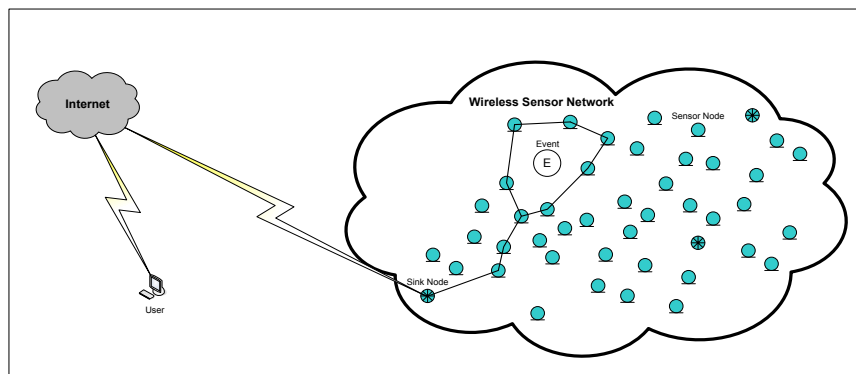 Internet
Wireless Sensor Network
Sensor Node
Event
E
Sink Node
User